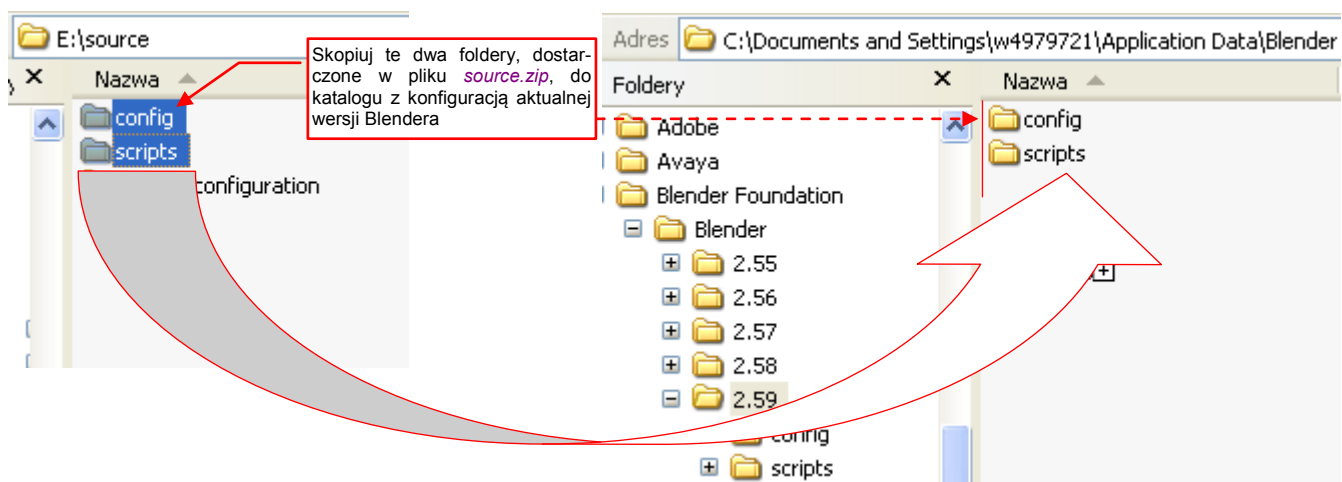 E:\source
Nazwa
config
scripts
configuration
Skopiuj te dwa foldery, dostar-
czone w pliku source.zip, do
katalogu z konfiguracją aktualnej
wersji Blendera
Adres C:\Documents and Settings\w4979721\Application Data\Blender
Foldery
Adobe
Avaya
Blender Foundation
Blender
2.55
2.56
2.57
2.58
2.59
config
scripts
Nazwa
config
scripts